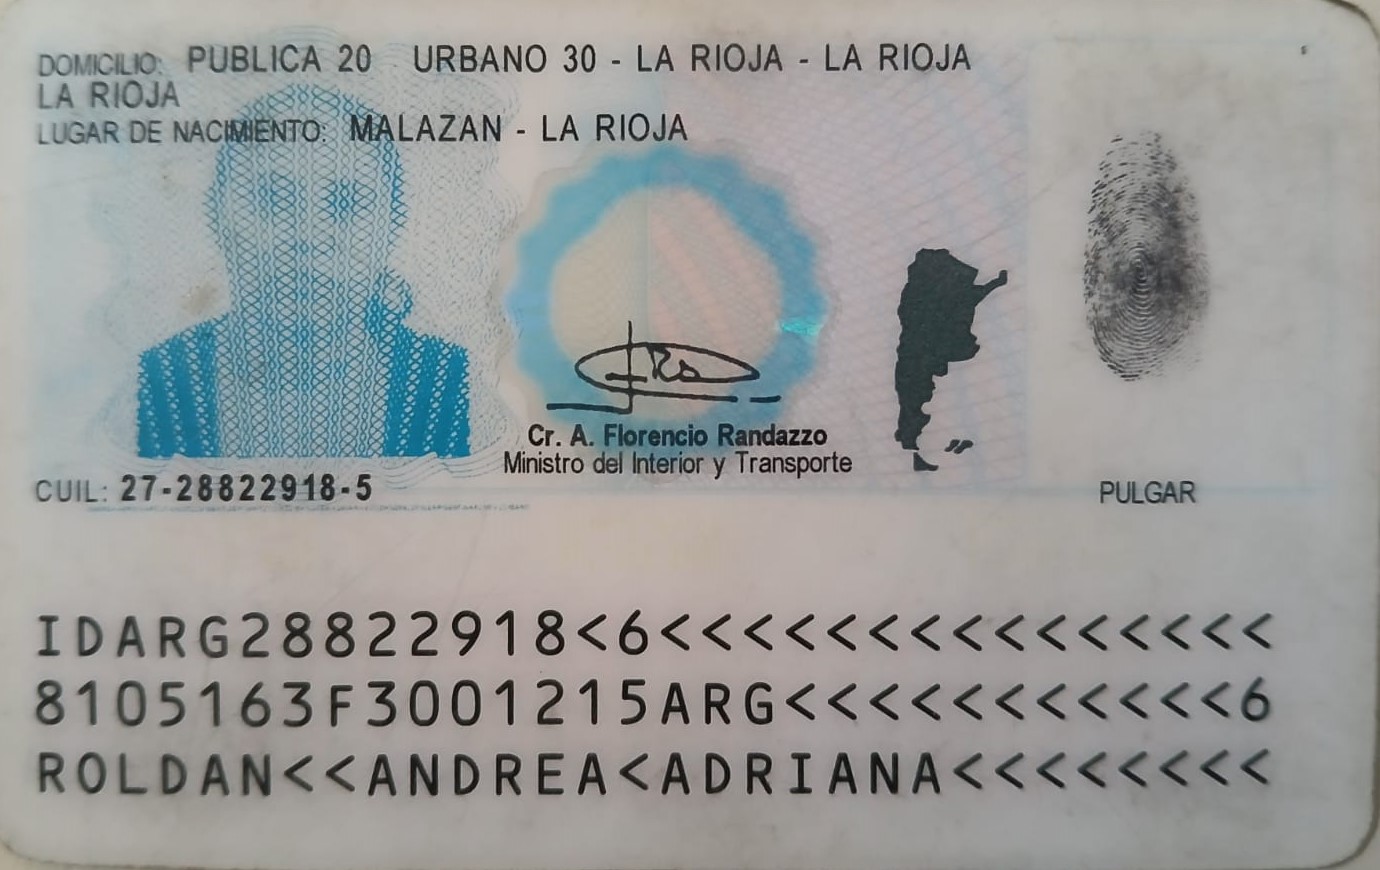 DOMICILIO: PUBLICA 20 URBANO 30 - LA RIOJA - LA RIOJA
LA RIOJA
LUGAR DE NACIMIENTO: MALAZAN - LA RIOJA
Cr. A. Florencio Randazzo
Ministro del Interior y Transporte
CUIL: 27-28822918-5
PULGAR
IDARG28822918<6<<<<<<<<<<<<<<<
8105163F3001215ARG<<<<<<<<<<<6
ROLDAN<<ANDREA<ADRIANA<<<<<<<<